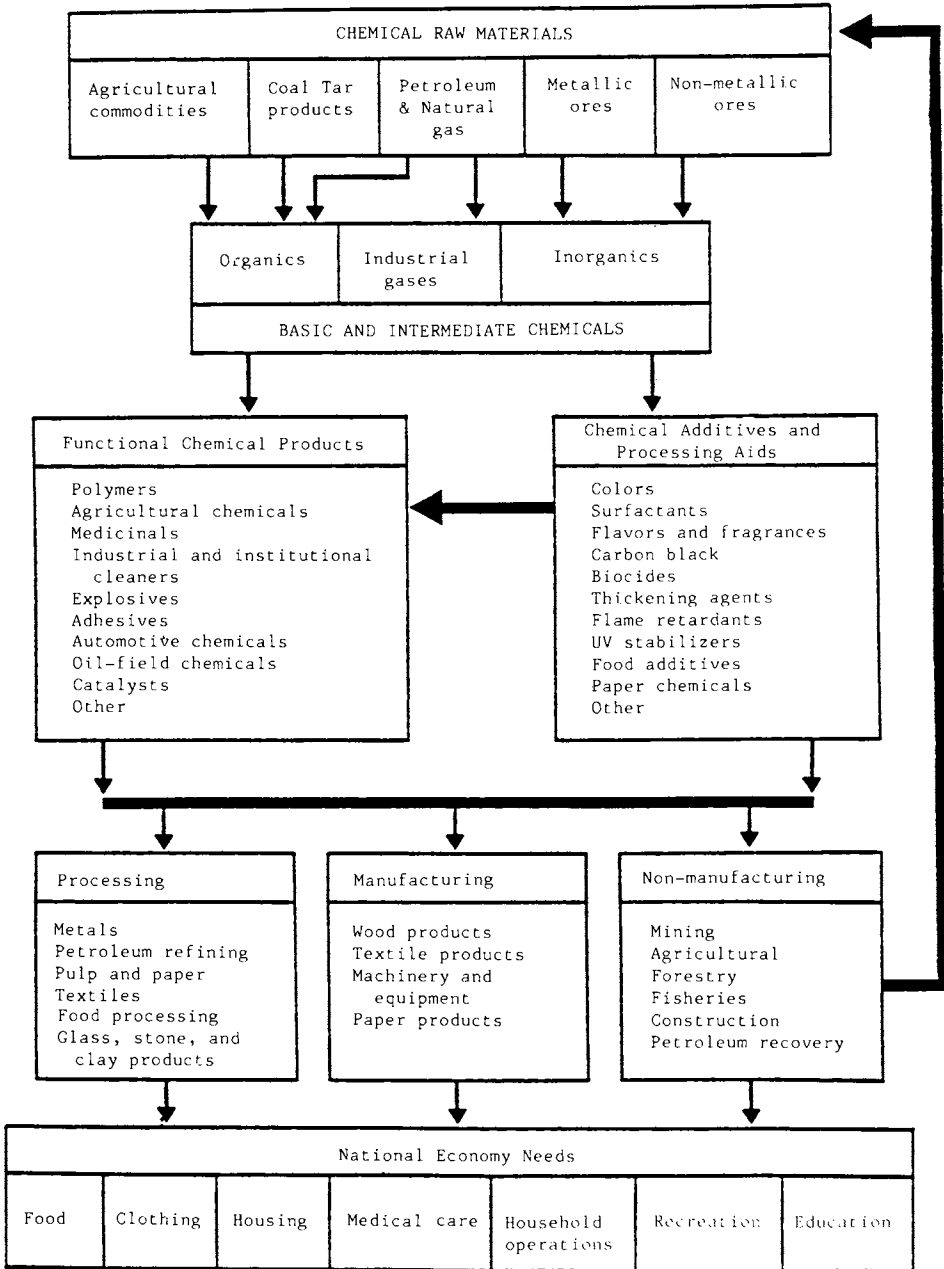 CHEMICAL RAW MATERIALS
Agricultural
commodities
Coal Tar
products
Petroleum
& Natural
gas
Metallic
ores
Non-metallic
ores
Organics
Industrial
gases
Inorganics
BASIC AND INTERMEDIATE CHEMICALS
Functional Chemical Products
Polymers
Agricultural chemicals
Medicinals
Industrial and institutional
cleaners
Explosives
Adhesives
Automotive chemicals
Oil-field chemicals
Catalysts
Other
Chemical Additives and
Processing Aids
Colors
Surfactants
Flavors and fragrances
Carbon black
Biocides
Thickening agents
Flame retardants
UV stabilizers
Food additives
Paper chemicals
Other
Processing
Metals
Petroleum refining
Pulp and paper
Textiles
Food processing
Glass, stone, and
clay products
Manufacturing
Wood products
Textile products
Machinery and
equipment
Paper products
Non-manufacturing
Mining
Agricultural
Forestry
Fisheries
Construction
Petroleum recovery
National Economy Needs
Food
Clothing
Housing
Medical care
Household
operations
Recreation
Education